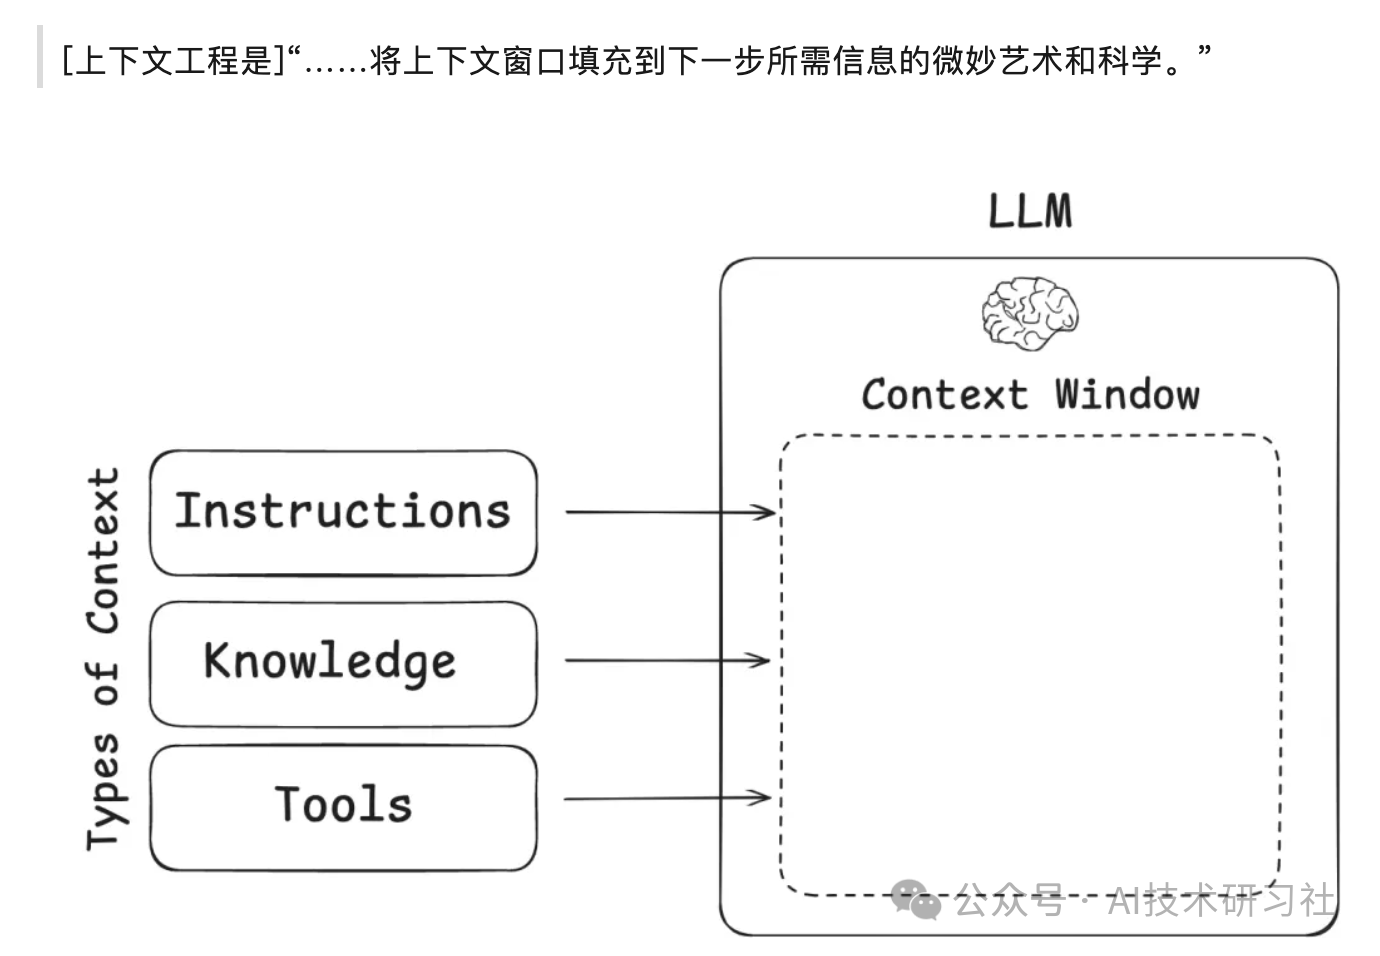 [上下文工程是]“……将上下文窗口填充到下一步所需信息的微妙艺术和科学。”
LLM
Context Window
Types of Context
Instructions
Knowledge
Tools
公众号 · AI技术研习社